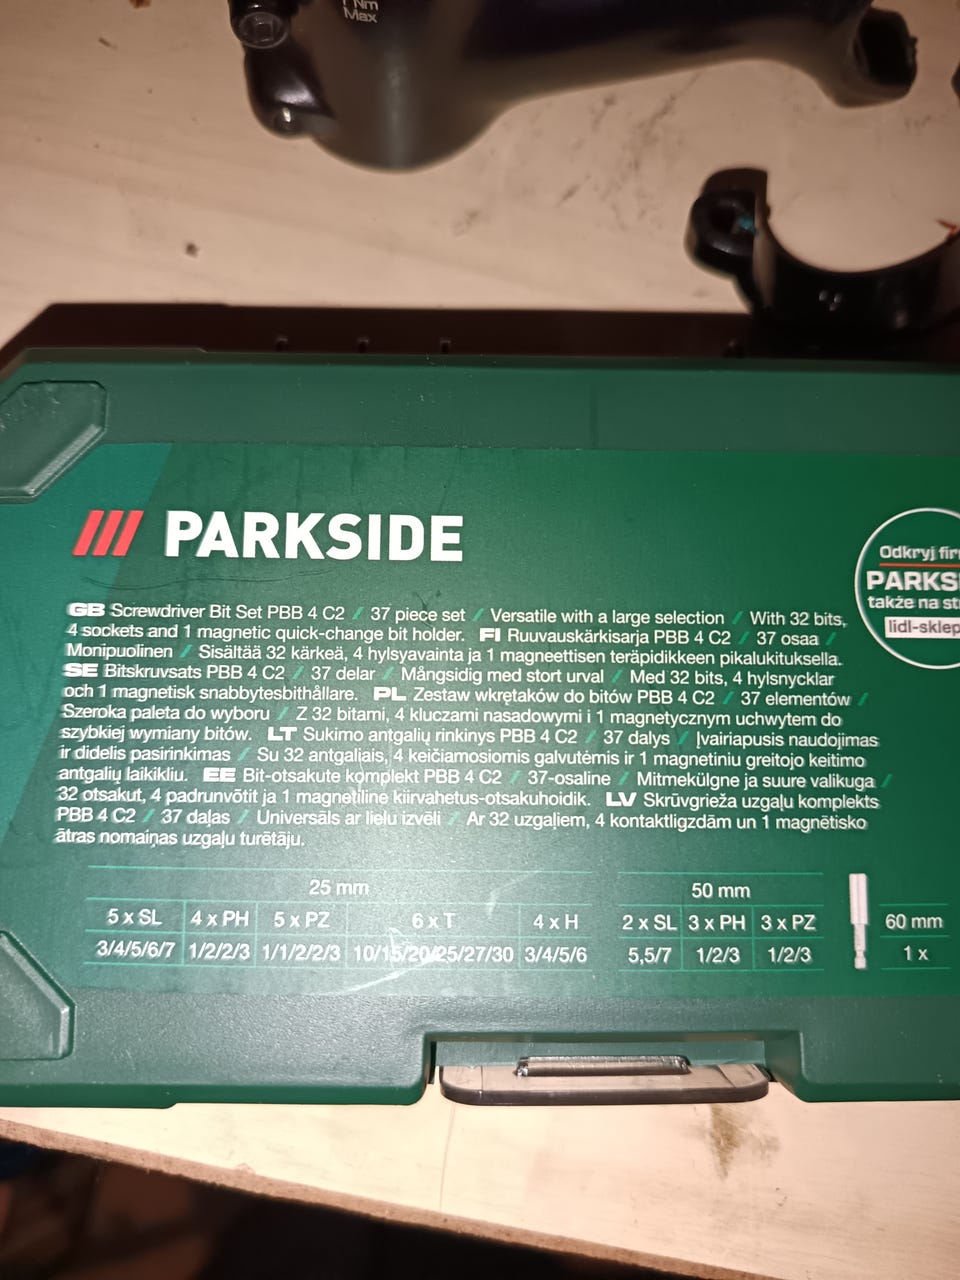 Nm
Max
PARKSIDE
GB Screwdriver Bit Set PBB 4 C2 / 37 piece set / Versatile with a large selection / With 32 bits,
4 sockets and 1 magnetic quick-change bit holder. FI Ruuvauskärkisarja PBB 4 C2 / 37 osaa /
Monipuolinen / Sisältää 32 kärkeä, 4 hylsyavainta ja 1 magneettisen teräpidikkeen pikalukituksella.
SE Bitskruvsats PBB 4 C2 / 37 delar / Mångsidig med stort urval / Med 32 bits, 4 hylsnycklar
och 1 magnetisk snabbytesbithållare. PL Zestaw wkrętaków do bitów PBB 4 C2 / 37 elementów /
Szeroka paleta do wyboru / Z 32 bitami, 4 kluczami nasadowymi i 1 magnetycznym uchwytem do
szybkiej wymiany bitów. LT Sukimo antgalių rinkinys PBB 4 C2 / 37 dalys / Įvairiapusis naudojimas
ir didelis pasirinkimas / Su 32 antgaliais, 4 keičiamosiomis galvutėmis ir 1 magnetiniu greitojo keitimo
antgalių laikikliu. EE Bit-otsakute komplekt PBB 4 C2 / 37-osaline / Mitmekülgne ja suure valikuga /
32 otsakut, 4 padrunvõtit ja 1 magnetiline kiirvahetus-otsakuhoidik. LV Skrūvgrieža uzgaļu komplekts
PBB 4 C2 / 37 daļas / Universāls ar lielu izvēli / Ar 32 uzgaļiem, 4 kontaktligzdām un 1 magnētisko
ātras nomaiņas uzgaļu turētāju.
Odkryj fir
PARKS
także na st
lidl-sklep
25 mm 50 mm
5 x SL 4 x PH 5 x PZ 6 x T 4 x H 2 x SL 3 x PH 3 x PZ 60 mm
3/4/5/6/7 1/2/2/3 1/1/2/2/3 10/15/20/25/27/30 3/4/5/6 5,5/7 1/2/3 1/2/3 1 x